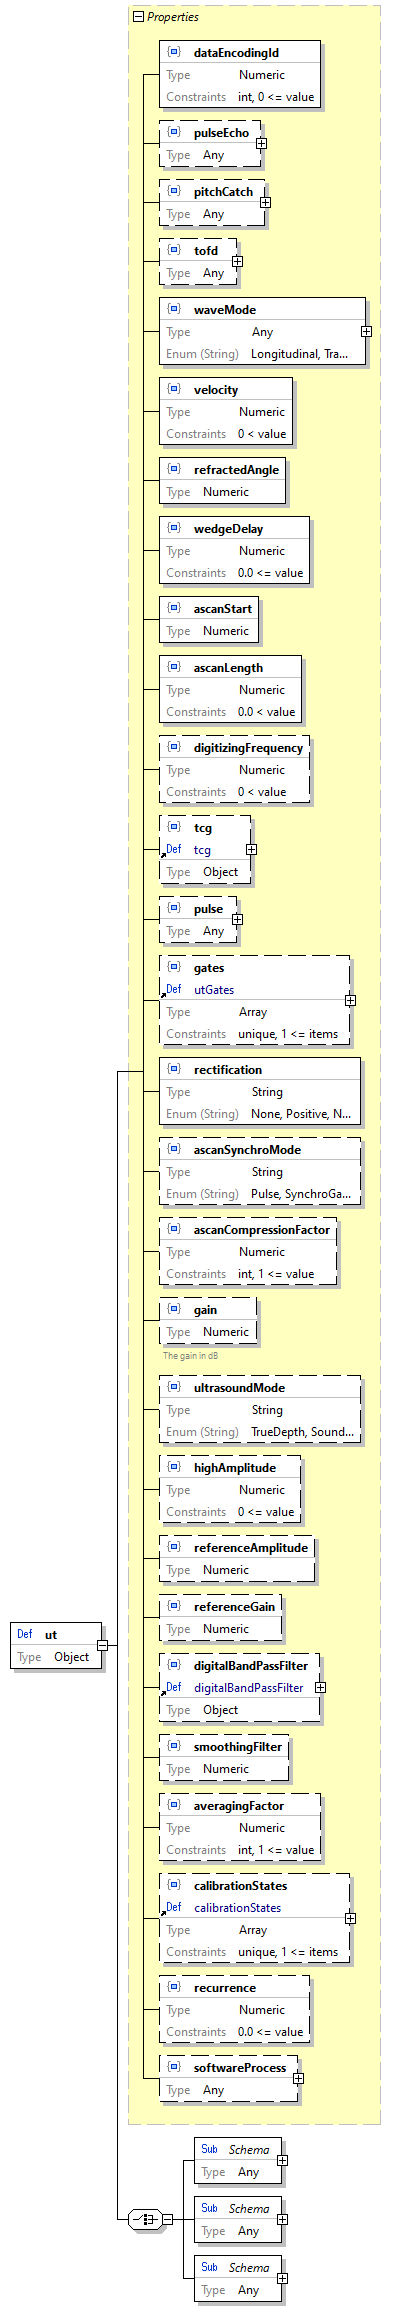 Properties
dataEncodingId
Type Numeric
Constraints int, 0 <= value
pulseEcho
Type Any
pitchCatch
Type Any
tofd
Type Any
waveMode
Type Any
Enum (String) Longitudinal, Tra...
velocity
Type Numeric
Constraints 0 < value
refractedAngle
Type Numeric
wedgeDelay
Type Numeric
Constraints 0.0 <= value
ascanStart
Type Numeric
ascanLength
Type Numeric
Constraints 0.0 < value
digitizingFrequency
Type Numeric
Constraints 0 < value
tcg
Def tcg
Type Object
pulse
Type Any
gates
Def utGates
Type Array
Constraints unique, 1 <= items
rectification
Type String
Enum (String) None, Positive, N...
ascanSynchroMode
Type String
Enum (String) Pulse, SynchroGa...
ascanCompressionFactor
Type Numeric
Constraints int, 1 <= value
gain
Type Numeric
The gain in dB
ultrasoundMode
Type String
Enum (String) TrueDepth, Sound...
highAmplitude
Type Numeric
Constraints 0 <= value
referenceAmplitude
Type Numeric
referenceGain
Type Numeric
Def ut
Type Object
digitalBandPassFilter
Def digitalBandPassFilter
Type Object
smoothingFilter
Type Numeric
averagingFactor
Type Numeric
Constraints int, 1 <= value
calibrationStates
Def calibrationStates
Type Array
Constraints unique, 1 <= items
recurrence
Type Numeric
Constraints 0.0 <= value
softwareProcess
Type Any
Sub Schema
Type Any
Sub Schema
Type Any
Sub Schema
Type Any